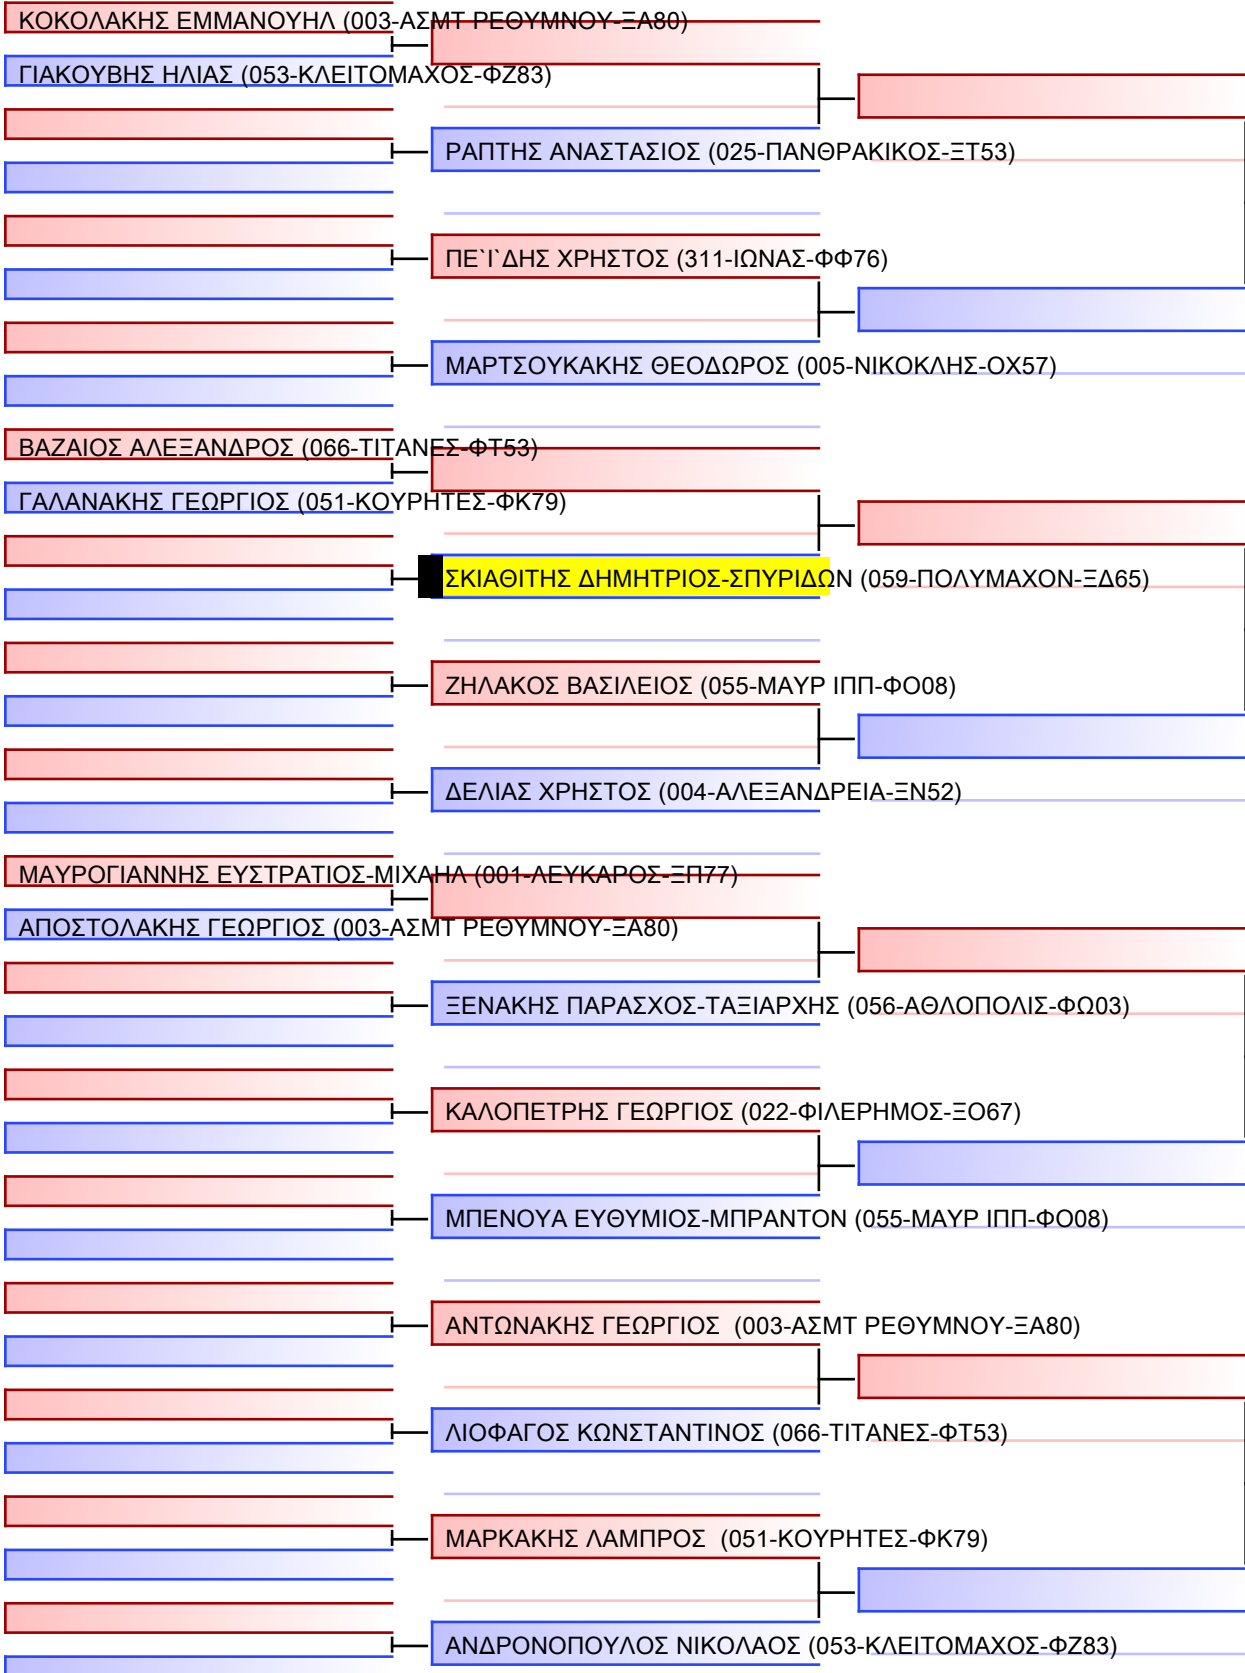 ΚΟΚΟΛΑΚΗΣ ΕΜΜΑΝΟΥΗΛ (003-ΑΣΜΤ ΡΕΘΥΜΝΟΥ-ΞΑ80)
ΓΙΑΚΟΥΒΗΣ ΗΛΙΑΣ (053-ΚΛΕΙΤΟΜΑΧΟΣ-ΦΖ83)
ΡΑΠΤΗΣ ΑΝΑΣΤΑΣΙΟΣ (025-ΠΑΝΘΡΑΚΙΚΟΣ-ΞΤ53)
ΠΕ`Ι`ΔΗΣ ΧΡΗΣΤΟΣ (311-ΙΩΝΑΣ-ΦΦ76)
ΜΑΡΤΣΟΥΚΑΚΗΣ ΘΕΟΔΩΡΟΣ (005-ΝΙΚΟΚΛΗΣ-ΟΧ57)
ΒΑΖΑΙΟΣ ΑΛΕΞΑΝΔΡΟΣ (066-ΤΙΤΑΝΕΣ-ΦΤ53)
ΓΑΛΑΝΑΚΗΣ ΓΕΩΡΓΙΟΣ (051-ΚΟΥΡΗΤΕΣ-ΦΚ79)
ΣΚΙΑΘΙΤΗΣ ΔΗΜΗΤΡΙΟΣ-ΣΠΥΡΙΔΩΝ (059-ΠΟΛΥΜΑΧΟΝ-ΞΔ65)
ΖΗΛΑΚΟΣ ΒΑΣΙΛΕΙΟΣ (055-ΜΑΥΡ ΙΠΠ-ΦΟ08)
ΔΕΛΙΑΣ ΧΡΗΣΤΟΣ (004-ΑΛΕΞΑΝΔΡΕΙΑ-ΞΝ52)
ΜΑΥΡΟΓΙΑΝΝΗΣ ΕΥΣΤΡΑΤΙΟΣ-ΜΙΧΑΗΛ (001-ΛΕΥΚΑΡΟΣ-ΞΠ77)
ΑΠΟΣΤΟΛΑΚΗΣ ΓΕΩΡΓΙΟΣ (003-ΑΣΜΤ ΡΕΘΥΜΝΟΥ-ΞΑ80)
ΞΕΝΑΚΗΣ ΠΑΡΑΣΧΟΣ-ΤΑΞΙΑΡΧΗΣ (056-ΑΘΛΟΠΟΛΙΣ-ΦΩ03)
ΚΑΛΟΠΕΤΡΗΣ ΓΕΩΡΓΙΟΣ (022-ΦΙΛΕΡΗΜΟΣ-ΞΟ67)
ΜΠΕΝΟΥΑ ΕΥΘΥΜΙΟΣ-ΜΠΡΑΝΤΟΝ (055-ΜΑΥΡ ΙΠΠ-ΦΟ08)
ΑΝΤΩΝΑΚΗΣ ΓΕΩΡΓΙΟΣ  (003-ΑΣΜΤ ΡΕΘΥΜΝΟΥ-ΞΑ80)
ΛΙΟΦΑΓΟΣ ΚΩΝΣΤΑΝΤΙΝΟΣ (066-ΤΙΤΑΝΕΣ-ΦΤ53)
ΜΑΡΚΑΚΗΣ ΛΑΜΠΡΟΣ  (051-ΚΟΥΡΗΤΕΣ-ΦΚ79)
ΑΝΔΡΟΝΟΠΟΥΛΟΣ ΝΙΚΟΛΑΟΣ (053-ΚΛΕΙΤΟΜΑΧΟΣ-ΦΖ83)